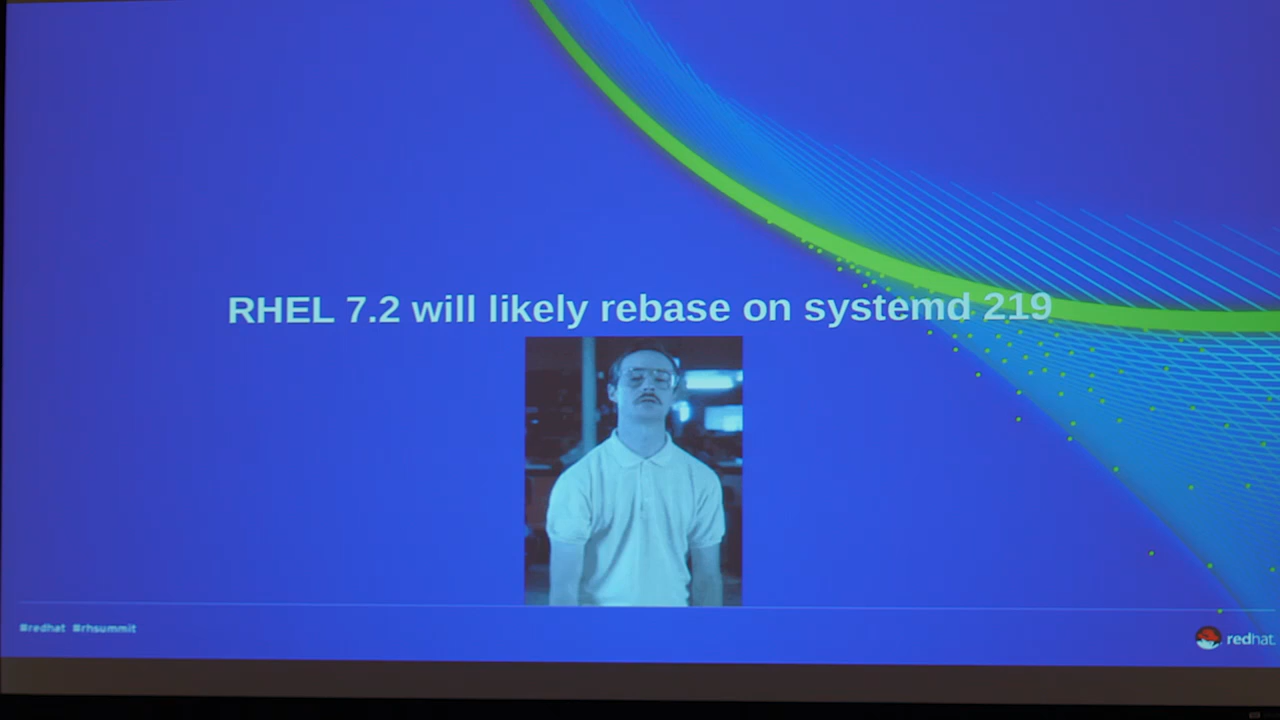 RHEL 7.2 will likely rebase on systemd 219
#redhat #rhsummit
redhat.